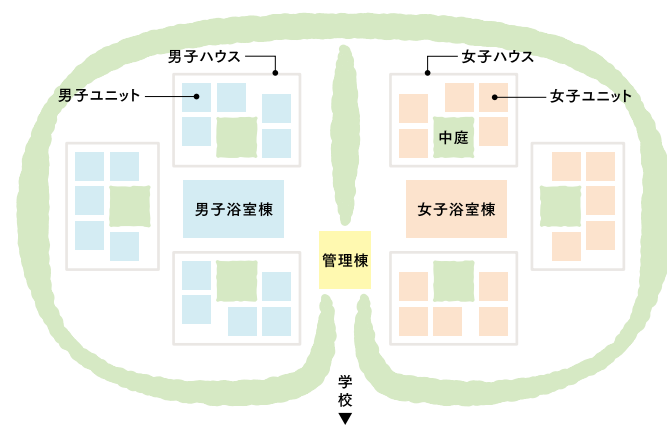 男子ハウス
女子ハウス
男子ユニット
女子ユニット
中庭
男子浴室棟
女子浴室棟
管理棟
学校